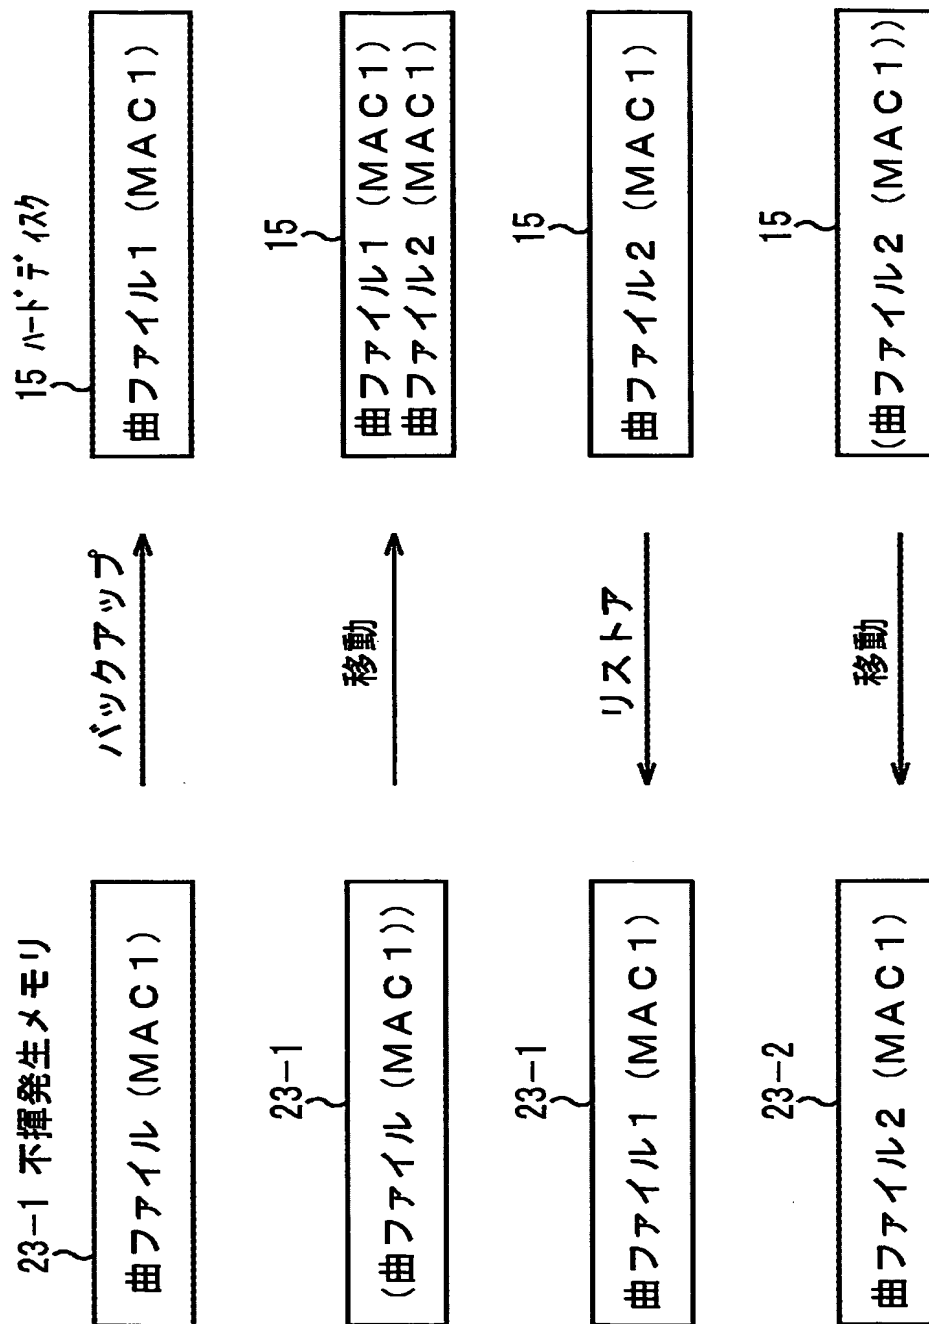 23-1 不揮発生メモリ
15 ﾊｰﾄﾞﾃﾞｨｽｸ
曲ファイル (MAC1)
バックアップ
曲ファイル1 (MAC1)
23-1
15
(曲ファイル (MAC1))
移動
曲ファイル1 (MAC1)
曲ファイル2 (MAC1)
23-1
15
曲ファイル1 (MAC1)
リストア
曲ファイル2 (MAC1)
23-2
15
曲ファイル2 (MAC1)
移動
(曲ファイル2 (MAC1))